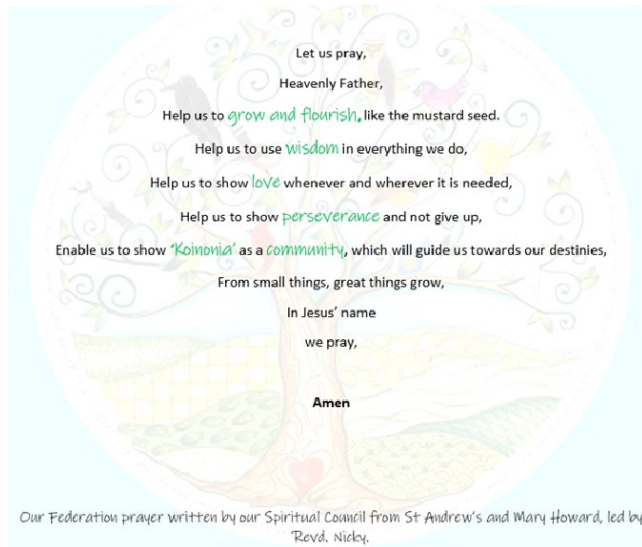 Let us pray,
Heavenly Father,
Help us to grow and flourish, like the mustard seed.
Help us to use wisdom in everything we do,
Help us to show love whenever and wherever it is needed,
Help us to show perseverance and not give up,
Enable us to show ‘Koinonia’ as a community, which will guide us towards our destinies,
From small things, great things grow,
In Jesus’ name
we pray,
Amen
Our Federation prayer written by our Spiritual Council from St Andrew's and Mary Howard, led by
Revd. Nicky.